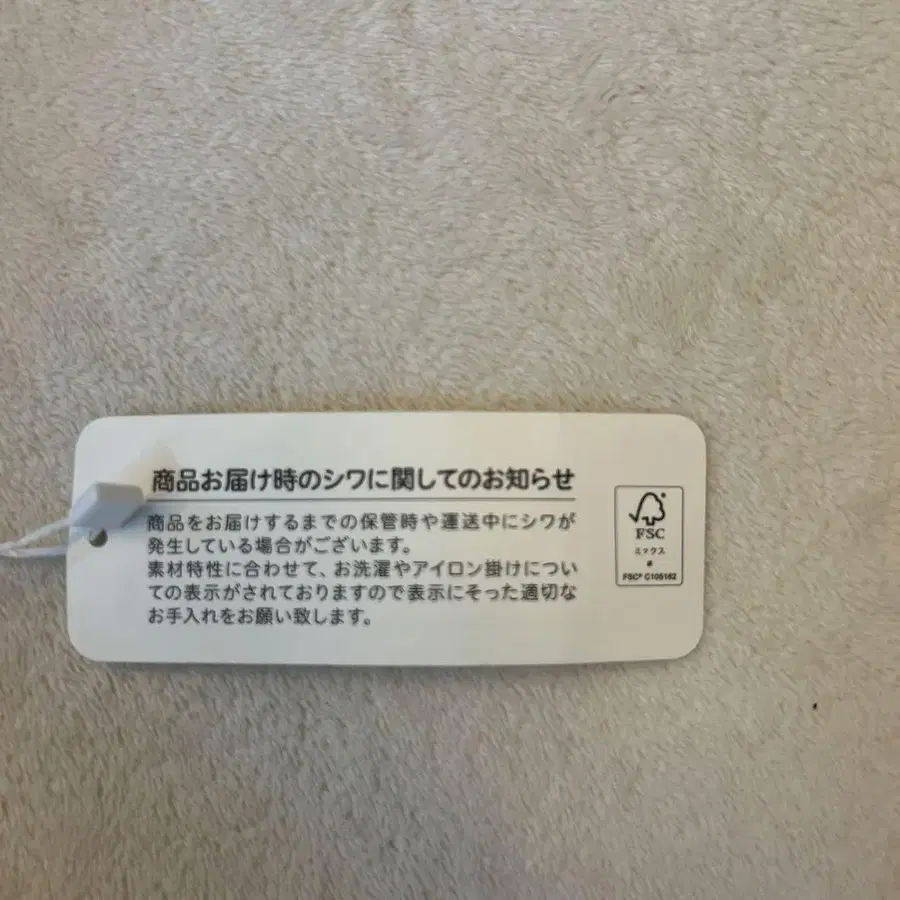 商品お届け時のシワに関してのお知らせ
商品をお届けするまでの保管時や運送中にシワが
発生している場合がございます。
素材特性に合わせて、お洗濯やアイロン掛けについ
ての表示がされておりますので表示にそった適切な
お手入れをお願い致します。
FSC
ミックス
FSC® C105162